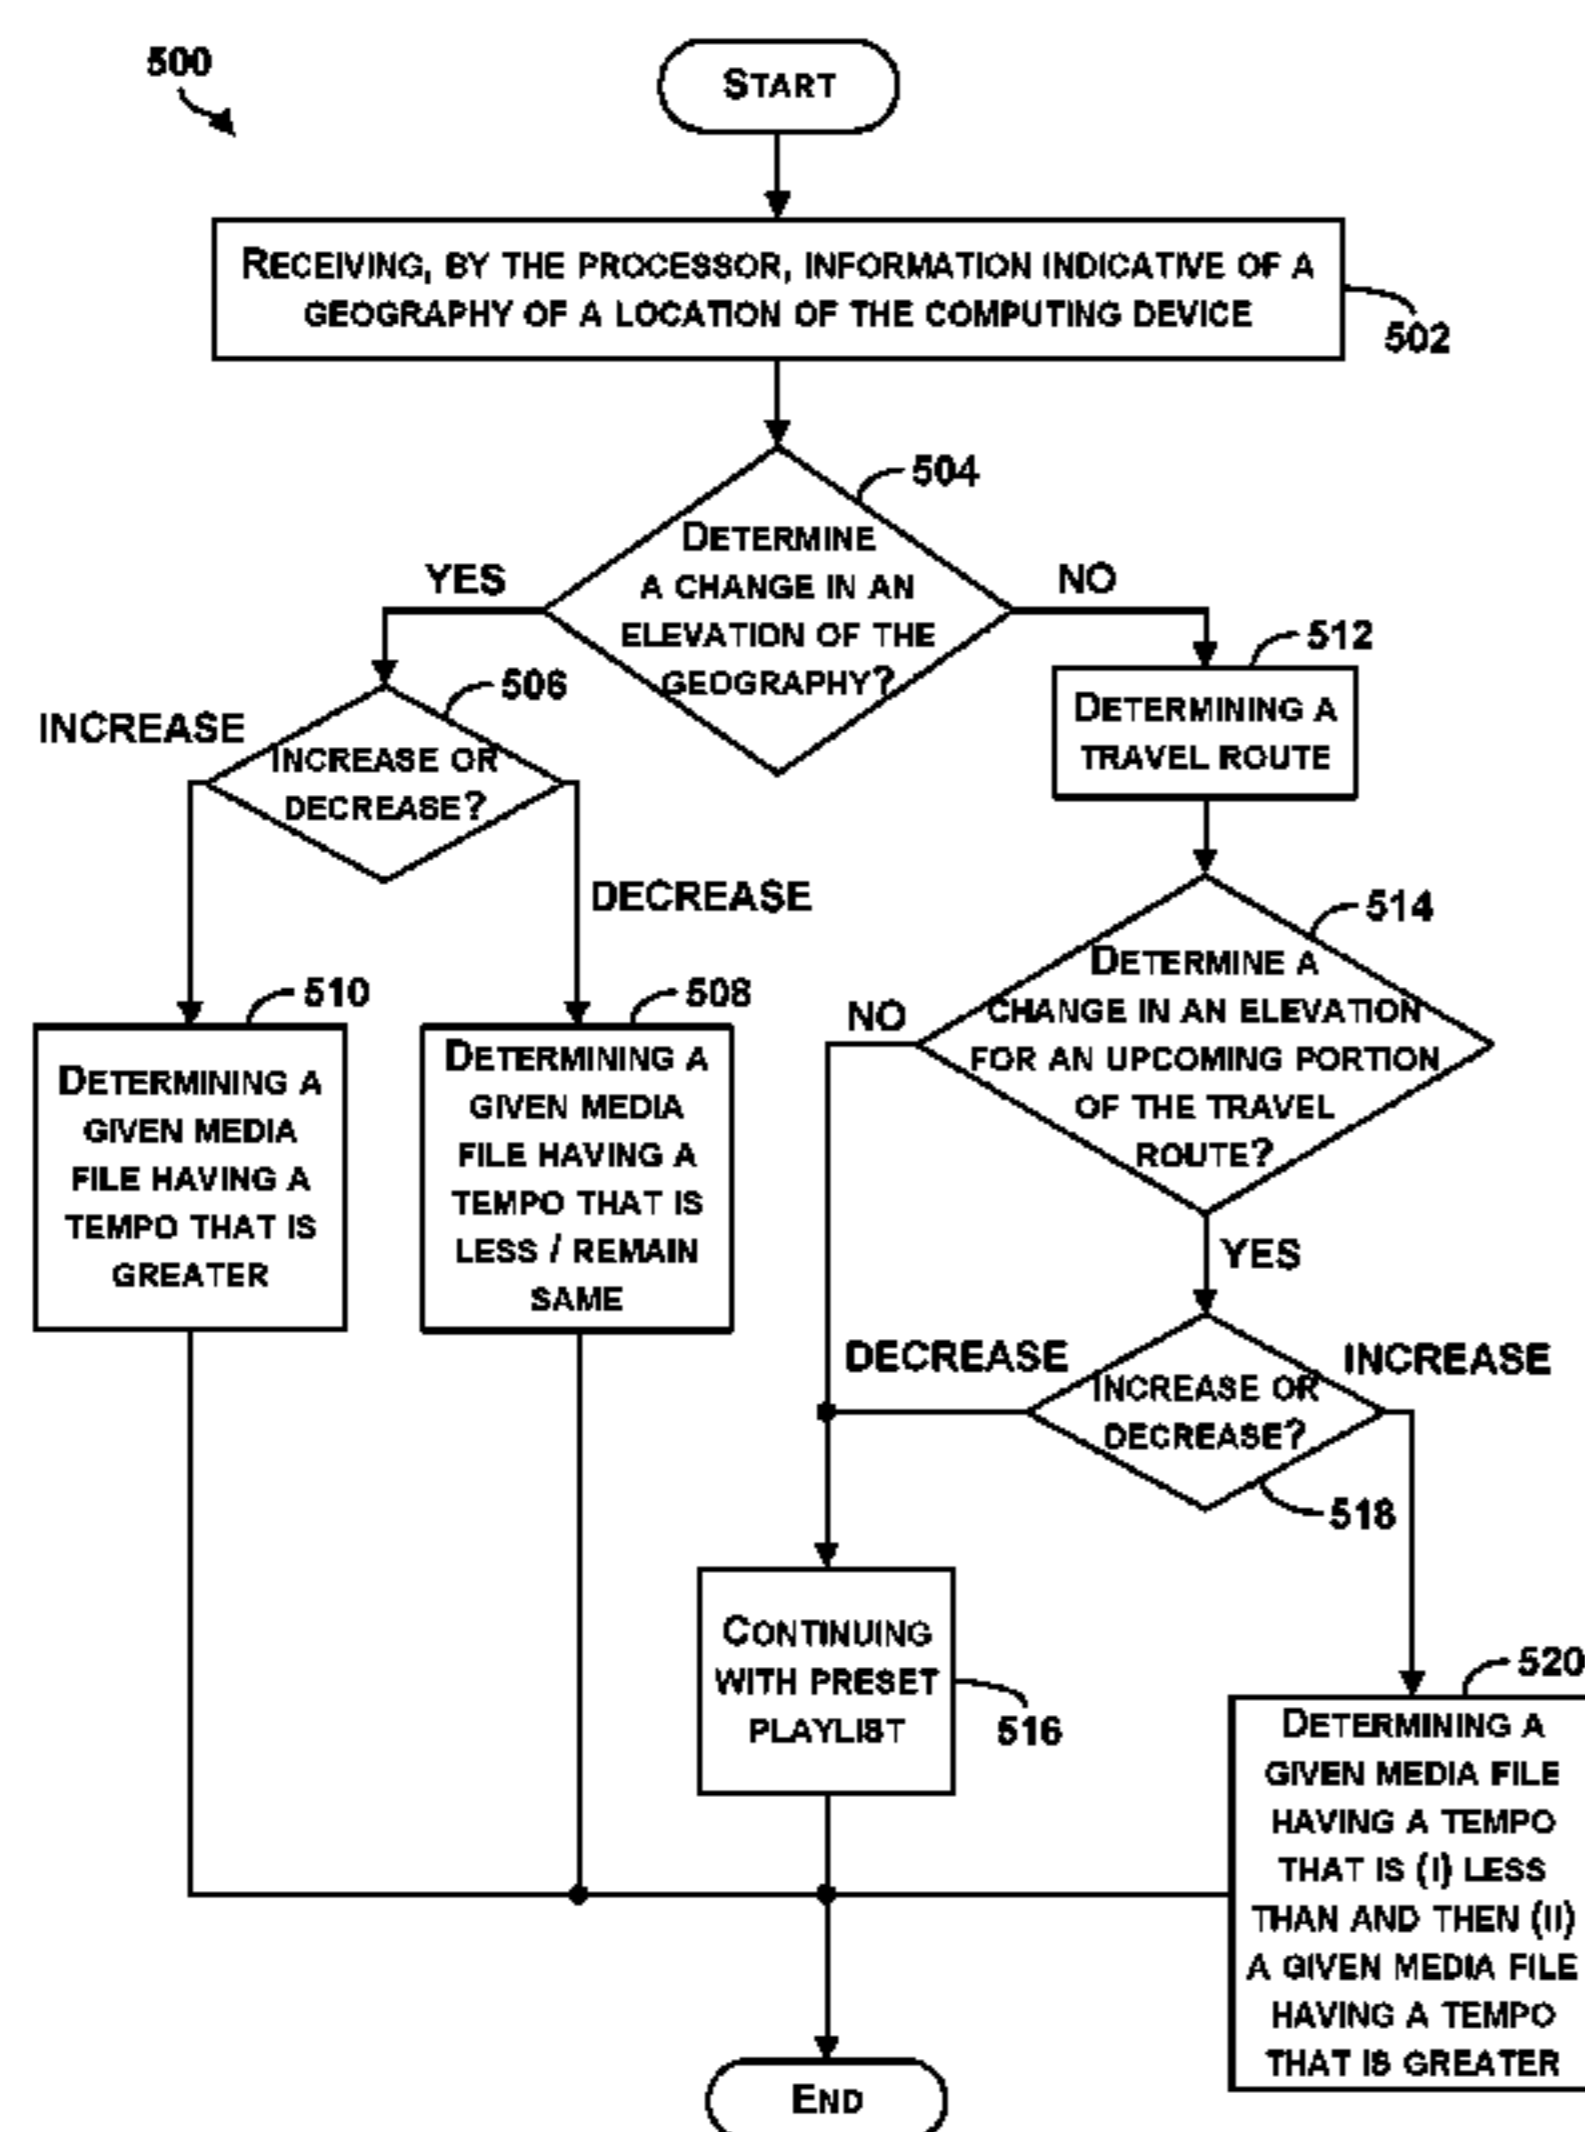 500
START
RECEIVING, BY THE PROCESSOR, INFORMATION INDICATIVE OF A
GEOGRAPHY OF A LOCATION OF THE COMPUTING DEVICE
502
504
DETERMINE
A CHANGE IN AN
ELEVATION OF THE
GEOGRAPHY?
YES
NO
506
INCREASE OR
DECREASE?
INCREASE
DECREASE
510
DETERMINING A
GIVEN MEDIA
FILE HAVING A
TEMPO THAT IS
GREATER
508
DETERMINING A
GIVEN MEDIA
FILE HAVING A
TEMPO THAT IS
LESS / REMAIN
SAME
512
DETERMINING A
TRAVEL ROUTE
514
DETERMINE A
CHANGE IN AN ELEVATION
FOR AN UPCOMING PORTION
OF THE TRAVEL
ROUTE?
NO
YES
DECREASE
INCREASE
INCREASE OR
DECREASE?
518
CONTINUING
WITH PRESET
PLAYLIST
516
520
DETERMINING A
GIVEN MEDIA FILE
HAVING A TEMPO
THAT IS (I) LESS
THAN AND THEN (II)
A GIVEN MEDIA FILE
HAVING A TEMPO
THAT IS GREATER
END